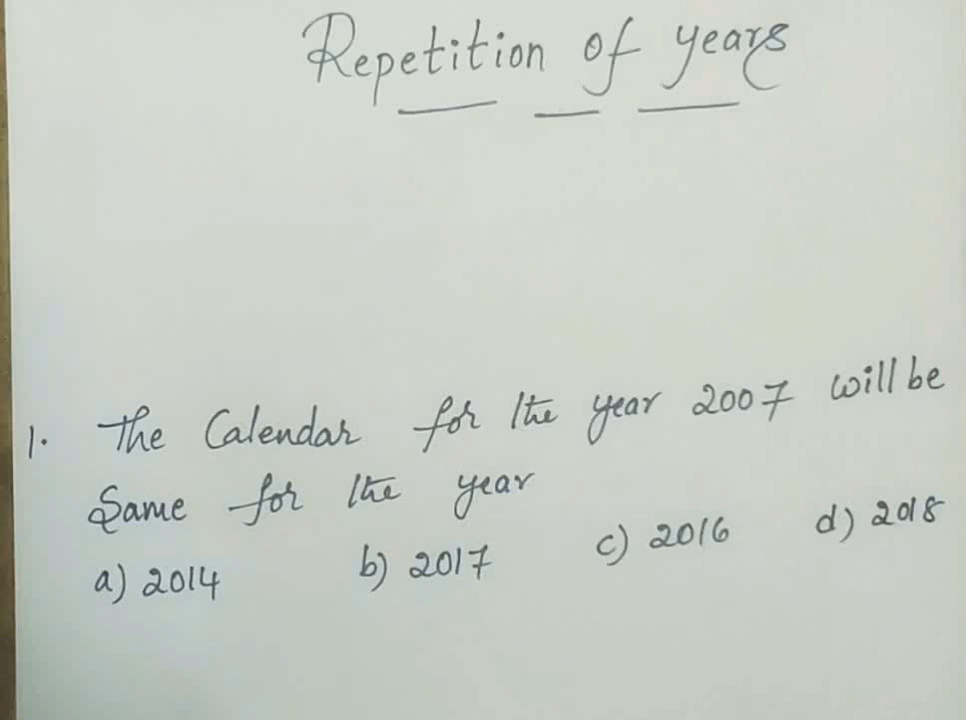 Repetition of years
1. The Calendar for the year 2007 will be
Same for the year
a) 2014 b) 2017 c) 2016 d) 2018